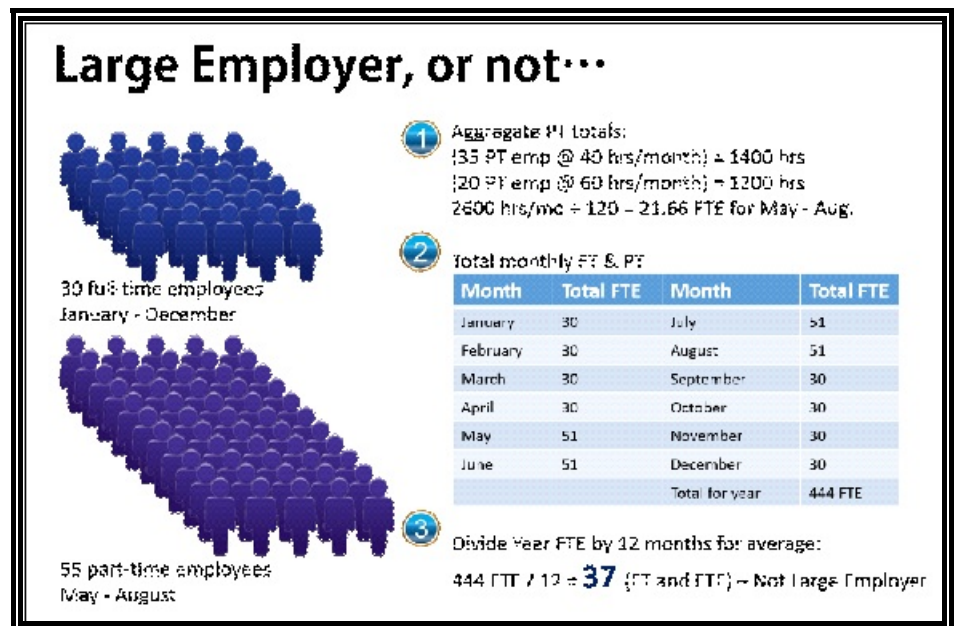 Large Employer, or not...
30 full-time employees
January - December
55 part-time employees
May - August
1
Aggregate PT totals:
(35 PT emp @ 40 hrs/month) = 1400 hrs
(20 PT emp @ 60 hrs/month) = 1200 hrs
2600 hrs/mo ÷ 120 = 21.66 FTE for May - Aug.
2
Total monthly FT & PT
Month Total FTE Month Total FTE
January 30 July 51
February 30 August 51
March 30 September 30
April 30 October 30
May 51 November 30
June 51 December 30
Total for year 444 FTE
3
Divide Year FTE by 12 months for average:
444 FTE / 12 = 37 (FT and FTE) – Not Large Employer